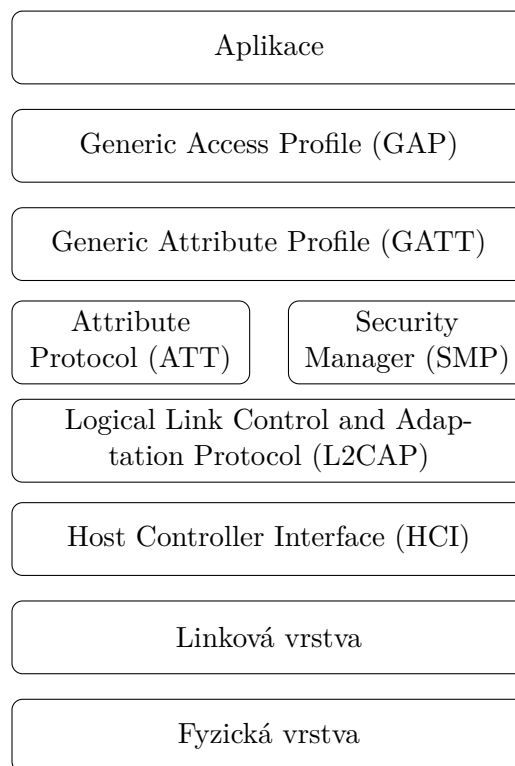 Aplikace
Generic Access Profile (GAP)
Generic Attribute Profile (GATT)
Attribute
Protocol (ATT)
Security
Manager (SMP)
Logical Link Control and Adap-
tation Protocol (L2CAP)
Host Controller Interface (HCI)
Linková vrstva
Fyzická vrstva